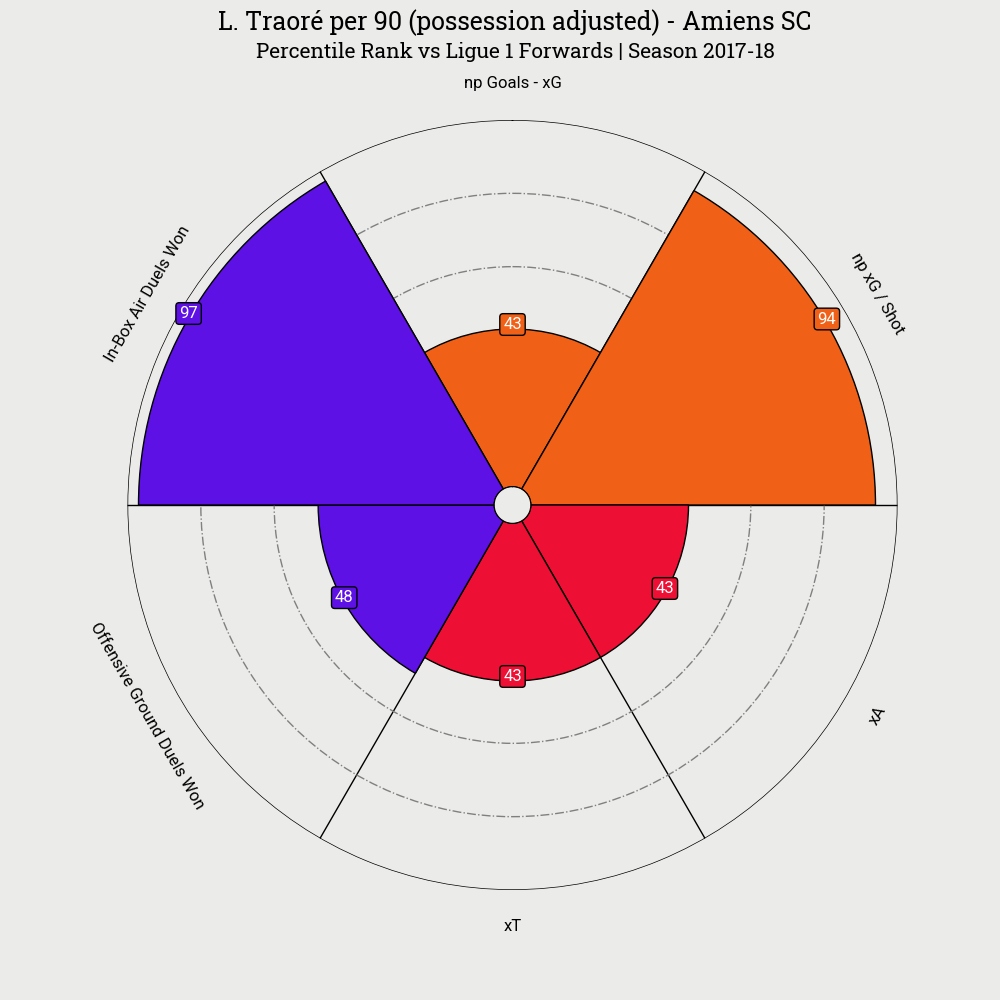 L. Traoré per 90 (possession adjusted) - Amiens SC
Percentile Rank vs Ligue 1 Forwards | Season 2017-18
np Goals - xG
43
np xG / Shot
94
In-Box Air Duels Won
97
Offensive Ground Duels Won
48
xA
43
43
xT